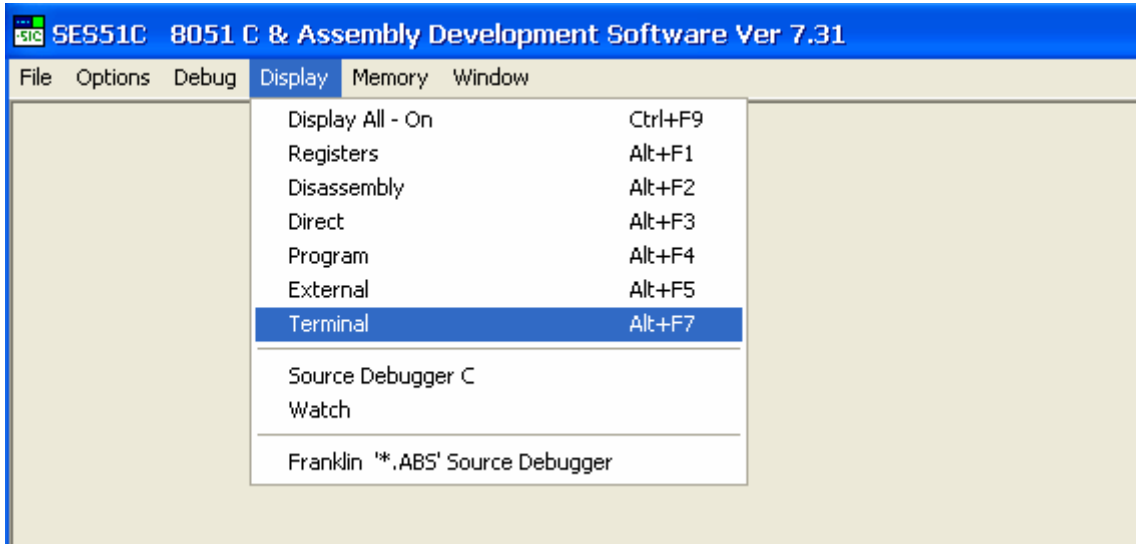 SIC SES51C 8051 C & Assembly Development Software Ver 7.31
File Options Debug Display Memory Window
Display All - On Ctrl+F9
Registers Alt+F1
Disassembly Alt+F2
Direct Alt+F3
Program Alt+F4
External Alt+F5
Terminal Alt+F7
Source Debugger C
Watch
Franklin '*.ABS' Source Debugger